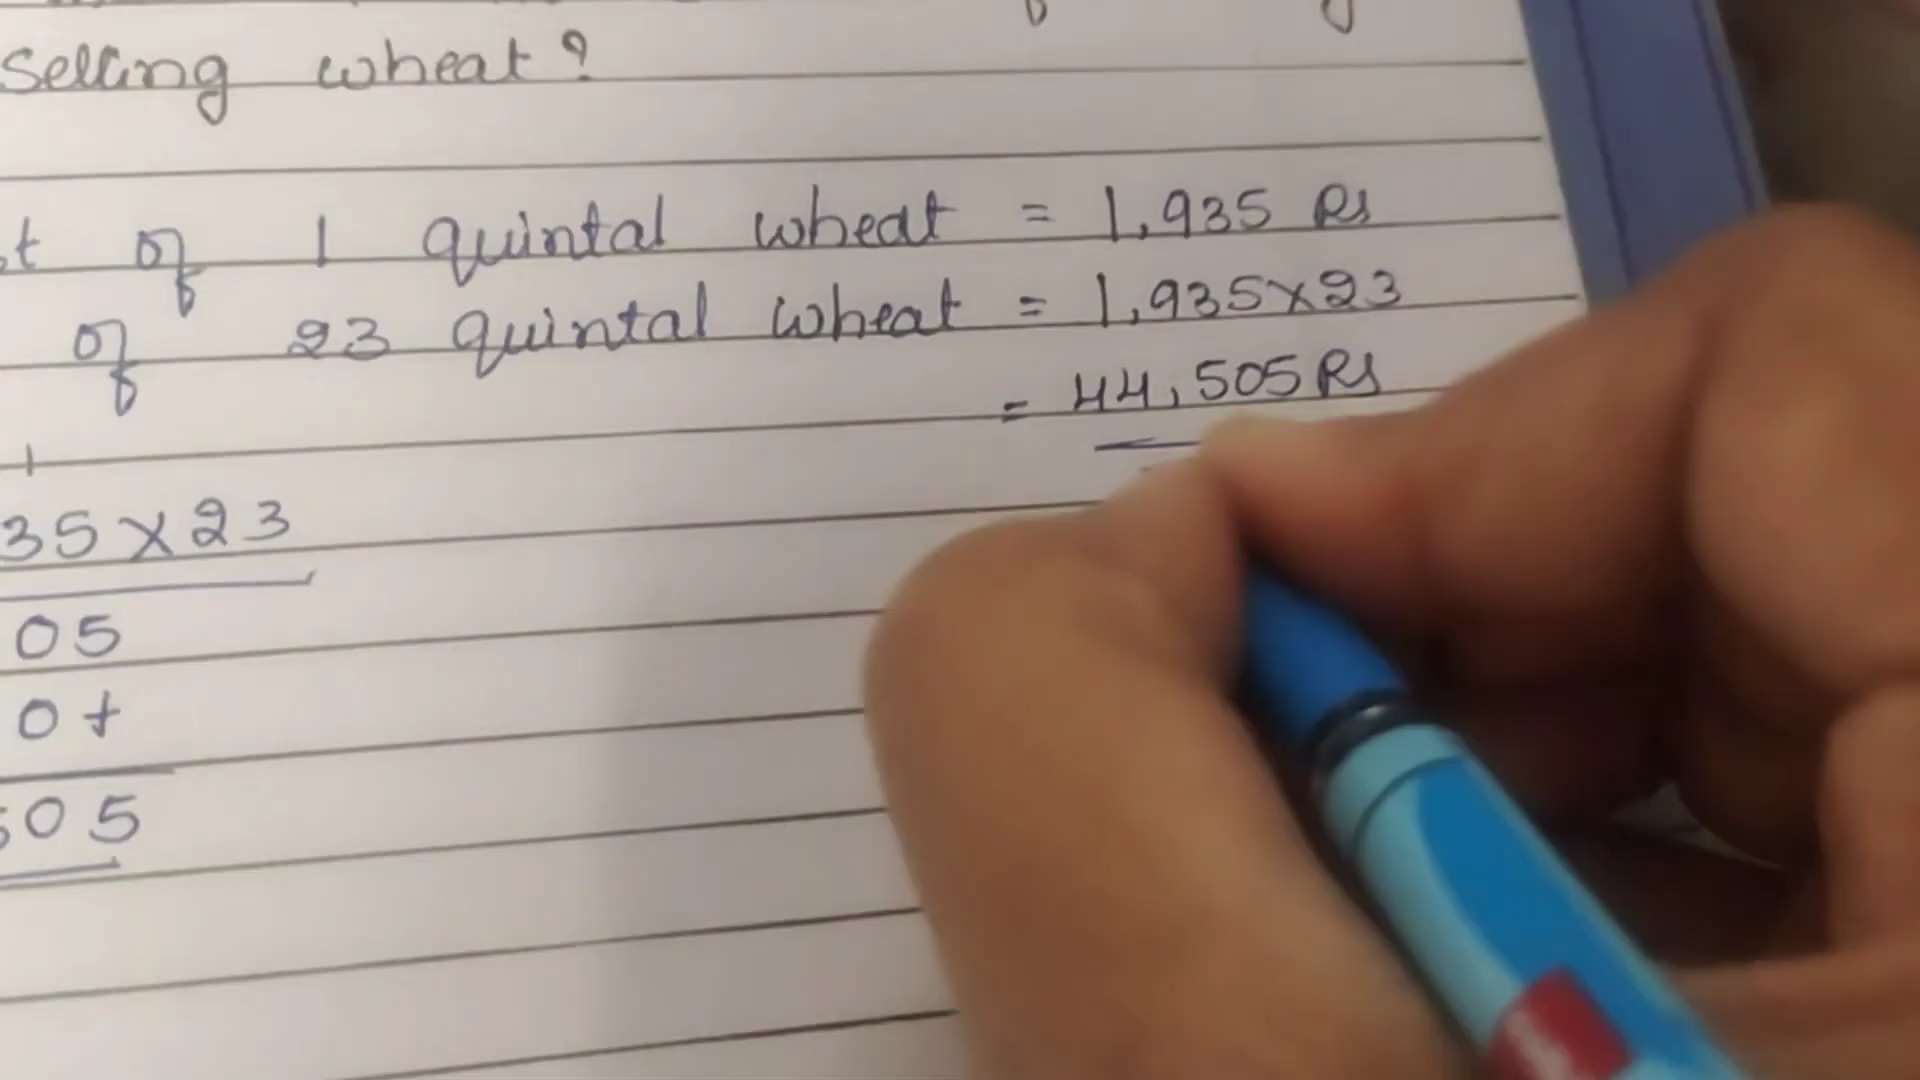 selling wheat?
of 1 quintal wheat = 1,935 Rs
of 23 quintal wheat = 1,935x23
= 44,505 Rs
35x23
05
0+
505